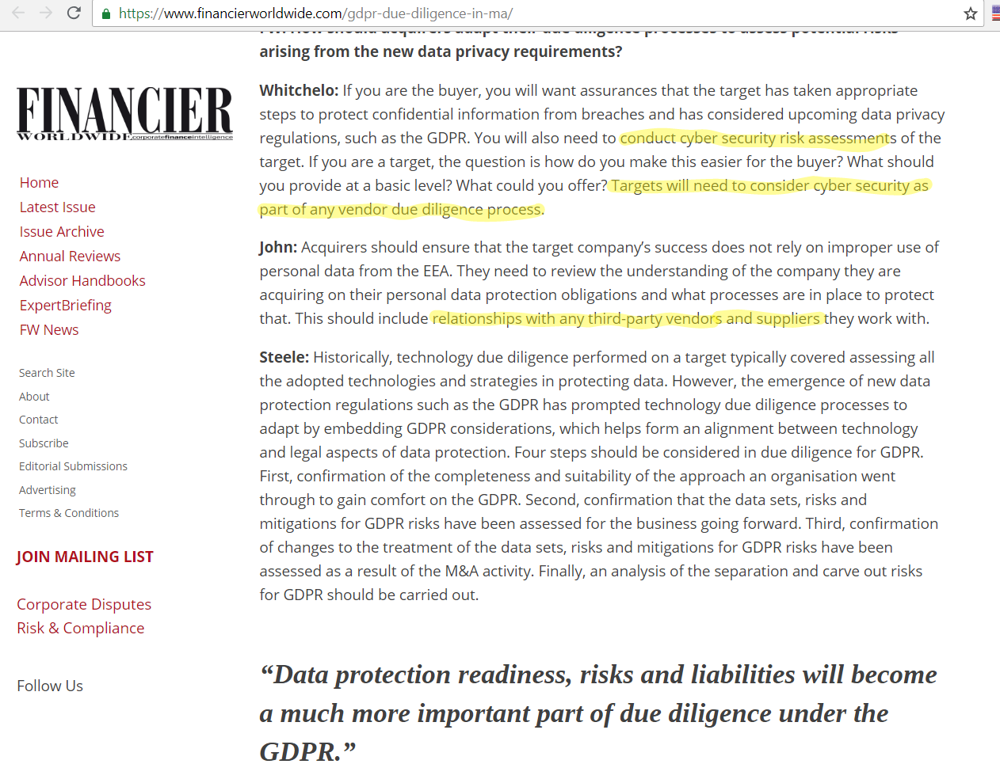 https://www.financierworldwide.com/gdpr-due-diligence-in-ma/
FW: How should acquirers adapt their due diligence processes to assess potential risks
arising from the new data privacy requirements?
FINANCIER
WORLDWIDE corporatefinanceintelligence
Home
Latest Issue
Issue Archive
Annual Reviews
Advisor Handbooks
ExpertBriefing
FW News
Search Site
About
Contact
Subscribe
Editorial Submissions
Advertising
Terms & Conditions
JOIN MAILING LIST
Corporate Disputes
Risk & Compliance
Follow Us
Whitchelo: If you are the buyer, you will want assurances that the target has taken appropriate
steps to protect confidential information from breaches and has considered upcoming data privacy
regulations, such as the GDPR. You will also need to conduct cyber security risk assessments of the
target. If you are a target, the question is how do you make this easier for the buyer? What should
you provide at a basic level? What could you offer? Targets will need to consider cyber security as
part of any vendor due diligence process.
John: Acquirers should ensure that the target company’s success does not rely on improper use of
personal data from the EEA. They need to review the understanding of the company they are
acquiring on their personal data protection obligations and what processes are in place to protect
that. This should include relationships with any third-party vendors and suppliers they work with.
Steele: Historically, technology due diligence performed on a target typically covered assessing all
the adopted technologies and strategies in protecting data. However, the emergence of new data
protection regulations such as the GDPR has prompted technology due diligence processes to
adapt by embedding GDPR considerations, which helps form an alignment between technology
and legal aspects of data protection. Four steps should be considered in due diligence for GDPR.
First, confirmation of the completeness and suitability of the approach an organisation went
through to gain comfort on the GDPR. Second, confirmation that the data sets, risks and
mitigations for GDPR risks have been assessed for the business going forward. Third, confirmation
of changes to the treatment of the data sets, risks and mitigations for GDPR risks have been
assessed as a result of the M&A activity. Finally, an analysis of the separation and carve out risks
for GDPR should be carried out.
“Data protection readiness, risks and liabilities will become
a much more important part of due diligence under the
GDPR.”